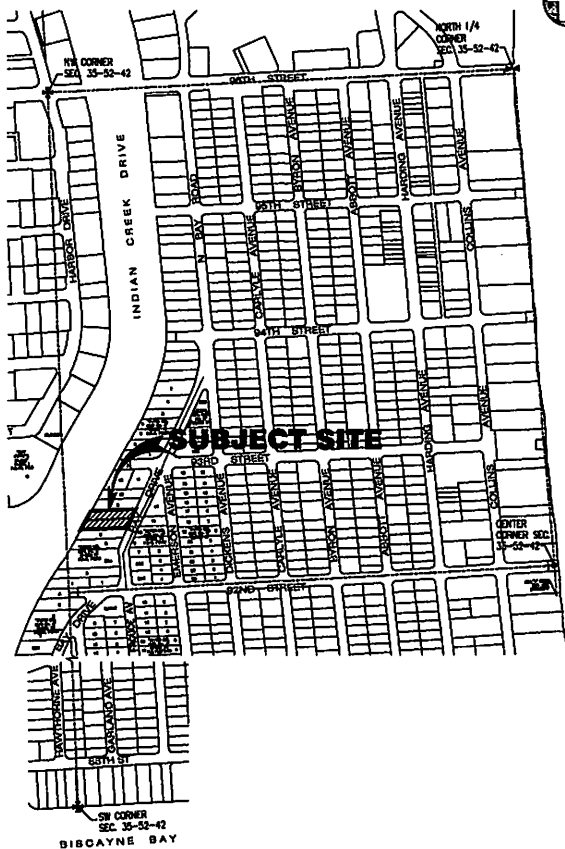 NORTH 1/4
CORNER
SEC. 35-52-42
NW CORNER
SEC. 35-52-42
96TH STREET
HARBOR DRIVE
INDIAN CREEK DRIVE
N BAY ROAD
CARLYLE AVENUE
BYRON AVENUE
ABBOTT AVENUE
HARDING AVENUE
COLLINS AVENUE
95TH STREET
94TH STREET
SUBJECT SITE
93RD STREET
BAY DRIVE
EMERSON AVENUE
DICKENS AVENUE
CARLYLE AVENUE
BYRON AVENUE
ABBOTT AVENUE
HARDING AVENUE
COLLINS AVENUE
CENTER
CORNER SEC.
35-52-42
92ND STREET
BAY DRIVE
HAWTHORNE AVE
GARLAND AVE
88TH ST
SW CORNER
SEC. 35-52-42
BISCAYNE BAY